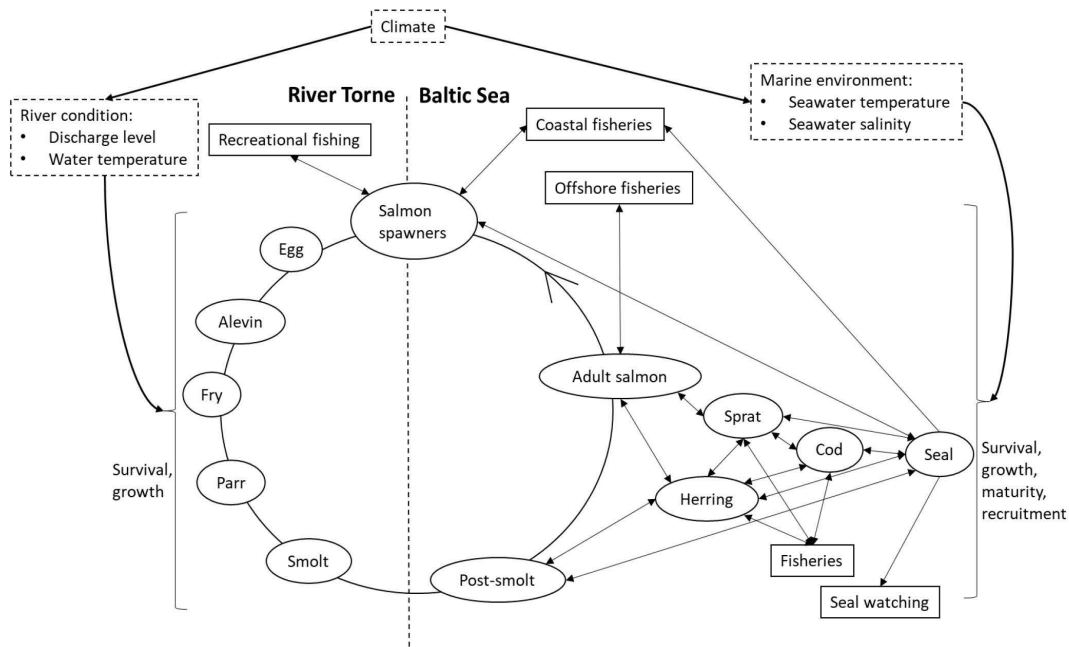 Climate
River Torne
Baltic Sea
River condition:
• Discharge level
• Water temperature
Marine environment:
• Seawater temperature
• Seawater salinity
Recreational fishing
Coastal fisheries
Offshore fisheries
Salmon
spawners
Egg
Alevin
Fry
Parr
Smolt
Post-smolt
Adult salmon
Sprat
Cod
Herring
Seal
Fisheries
Seal watching
Survival,
growth
Survival,
growth,
maturity,
recruitment